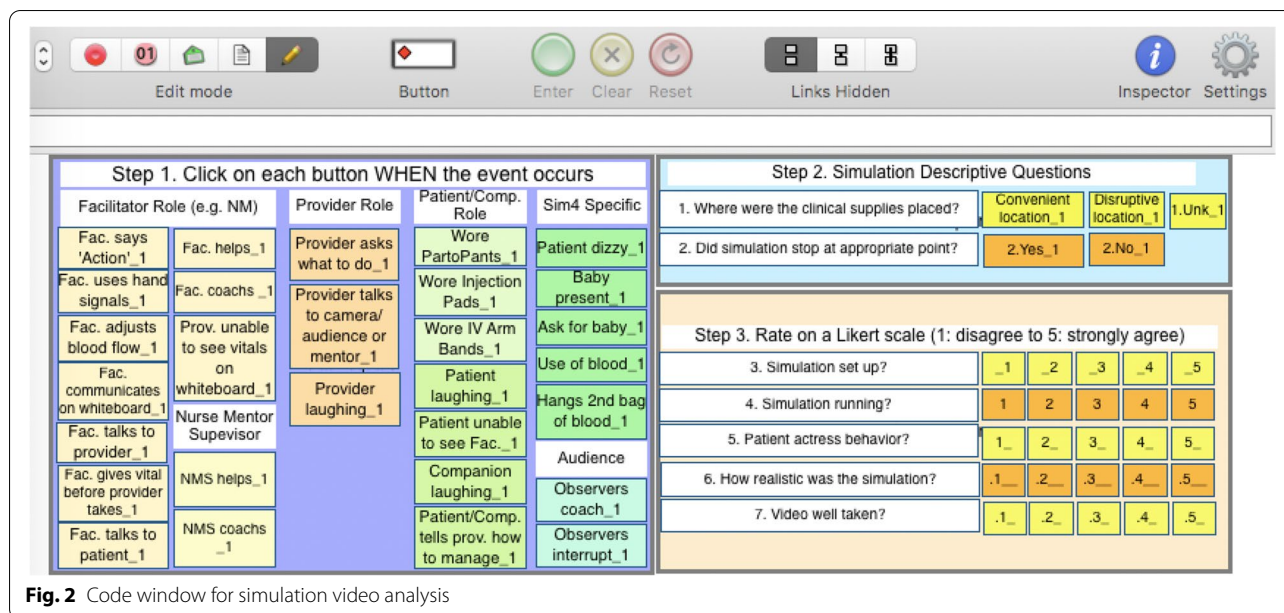 01
Edit mode
Button
Enter Clear Reset
Links Hidden
Inspector Settings
Step 1. Click on each button WHEN the event occurs
Facilitator Role (e.g. NM)
Fac. says
'Action'_1
Fac. uses hand
signals_1
Fac. adjusts
blood flow_1
Fac.
communicates
on whiteboard_1
Fac. talks to
provider_1
Fac. gives vital
before provider
takes_1
Fac. talks to
patient_1
Fac. helps_1
Fac. coachs _1
Prov. unable
to see vitals
on
whiteboard_1
Nurse Mentor
Supevisor
NMS helps_1
NMS coachs
_1
Provider Role
Provider asks
what to do_1
Provider talks
to camera/
audience or
mentor_1
Provider
laughing_1
Patient/Comp.
Role
Wore
PartoPants_1
Wore Injection
Pads_1
Wore IV Arm
Bands_1
Patient
laughing_1
Patient unable
to see Fac._1
Companion
laughing_1
Patient/Comp.
tells prov. how
to manage_1
Sim4 Specific
Patient dizzy_1
Baby
present_1
Ask for baby_1
Use of blood_1
Hangs 2nd bag
of blood_1
Audience
Observers
coach_1
Observers
interrupt_1
Step 2. Simulation Descriptive Questions
1. Where were the clinical supplies placed?
Convenient
location_1
Disruptive
location_1
1.Unk_1
2. Did simulation stop at appropriate point?
2.Yes_1
2.No_1
Step 3. Rate on a Likert scale (1: disagree to 5: strongly agree)
3. Simulation set up? _1 _2 _3 _4 _5
4. Simulation running? 1 2 3 4 5
5. Patient actress behavior? 1_ 2_ 3_ 4_ 5_
6. How realistic was the simulation? .1__ .2__ .3__ .4__ .5__
7. Video well taken? .1_ .2_ .3_ .4_ .5_
Fig. 2 Code window for simulation video analysis